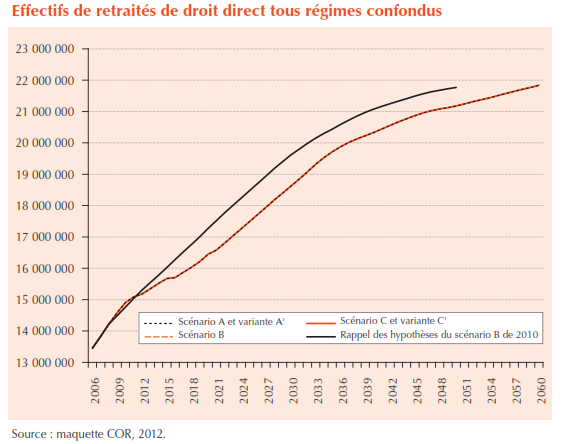 Effectifs de retraités de droit direct tous régimes confondus
23 000 000
22 000 000
21 000 000
20 000 000
19 000 000
18 000 000
17 000 000
16 000 000
15 000 000
14 000 000
13 000 000
Scénario A et variante A'
Scénario C et variante C'
Scénario B
Rappel des hypothèses du scénario B de 2010
2006 2009 2012 2015 2018 2021 2024 2027 2030 2033 2036 2039 2042 2045 2048 2051 2054 2057 2060
Source : maquette COR, 2012.